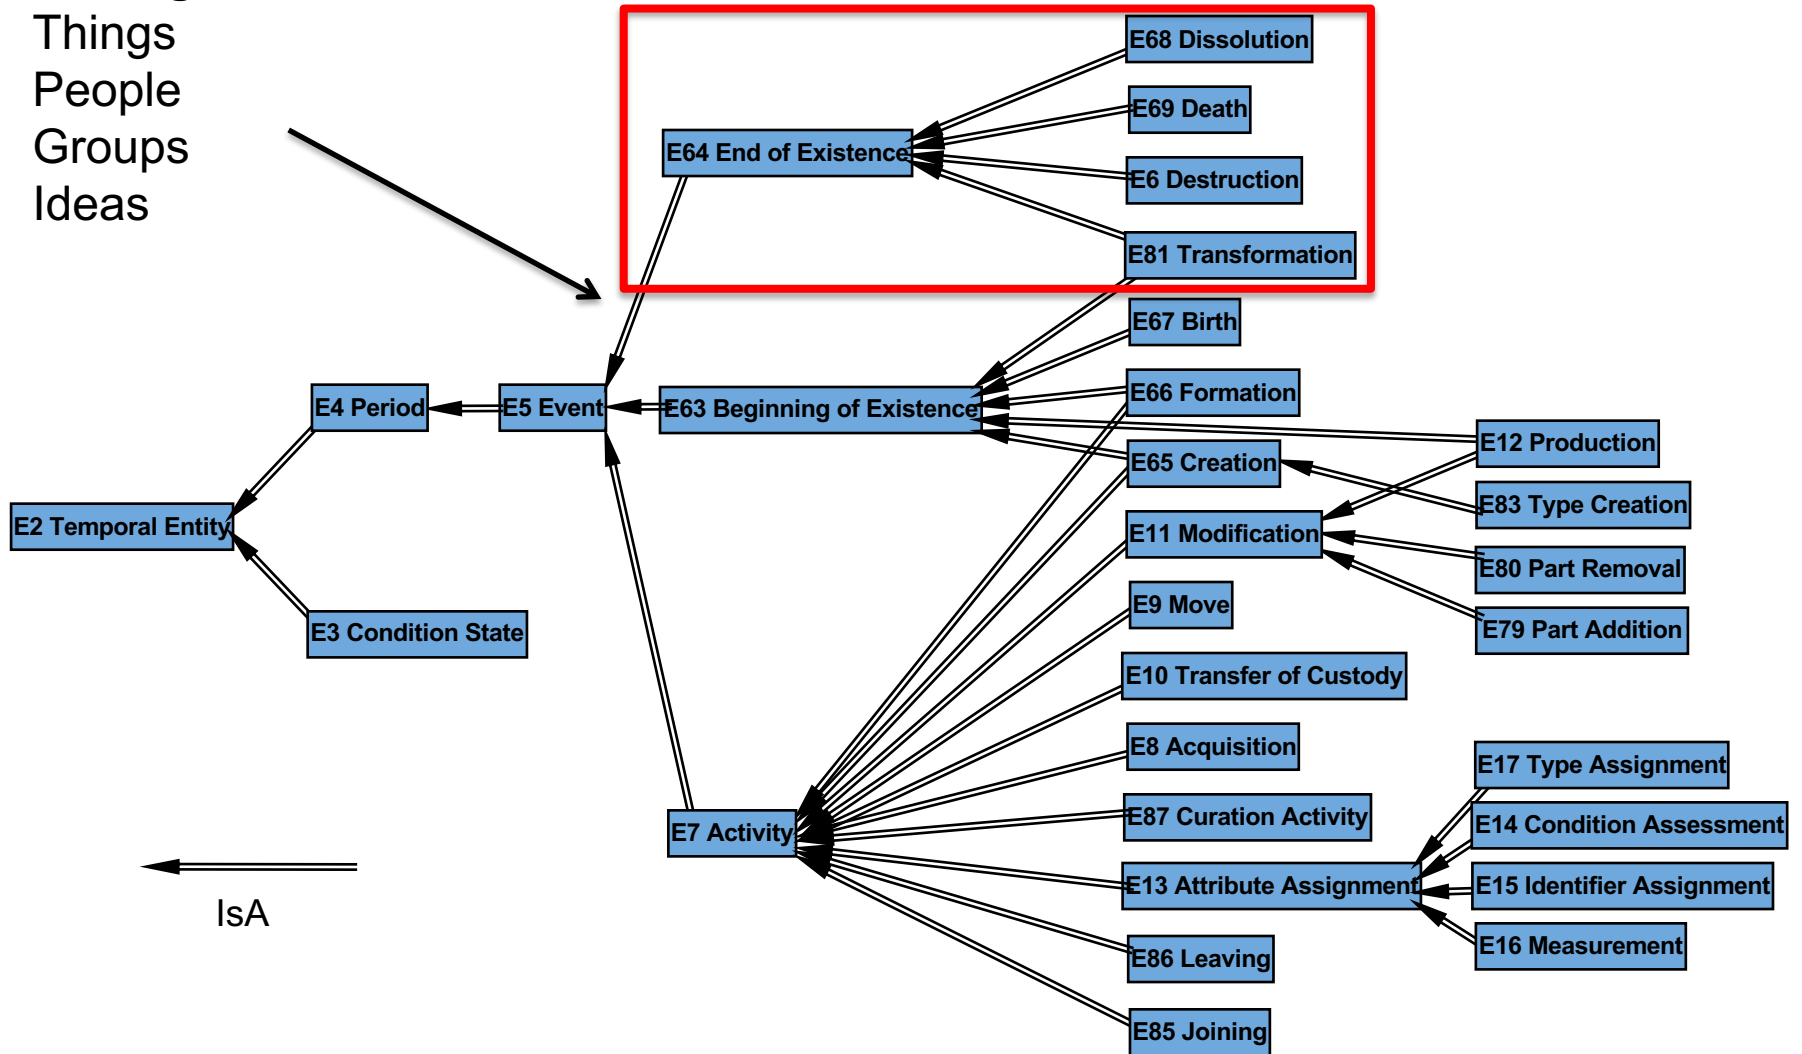 Things
People
Groups
Ideas
E68 Dissolution
E69 Death
E64 End of Existence
E6 Destruction
E81 Transformation
E67 Birth
E66 Formation
E4 Period
E5 Event
E63 Beginning of Existence
E12 Production
E65 Creation
E83 Type Creation
E2 Temporal Entity
E11 Modification
E80 Part Removal
E9 Move
E79 Part Addition
E3 Condition State
E10 Transfer of Custody
E8 Acquisition
E17 Type Assignment
E87 Curation Activity
E14 Condition Assessment
E7 Activity
E13 Attribute Assignment
E15 Identifier Assignment
IsA
E16 Measurement
E86 Leaving
E85 Joining